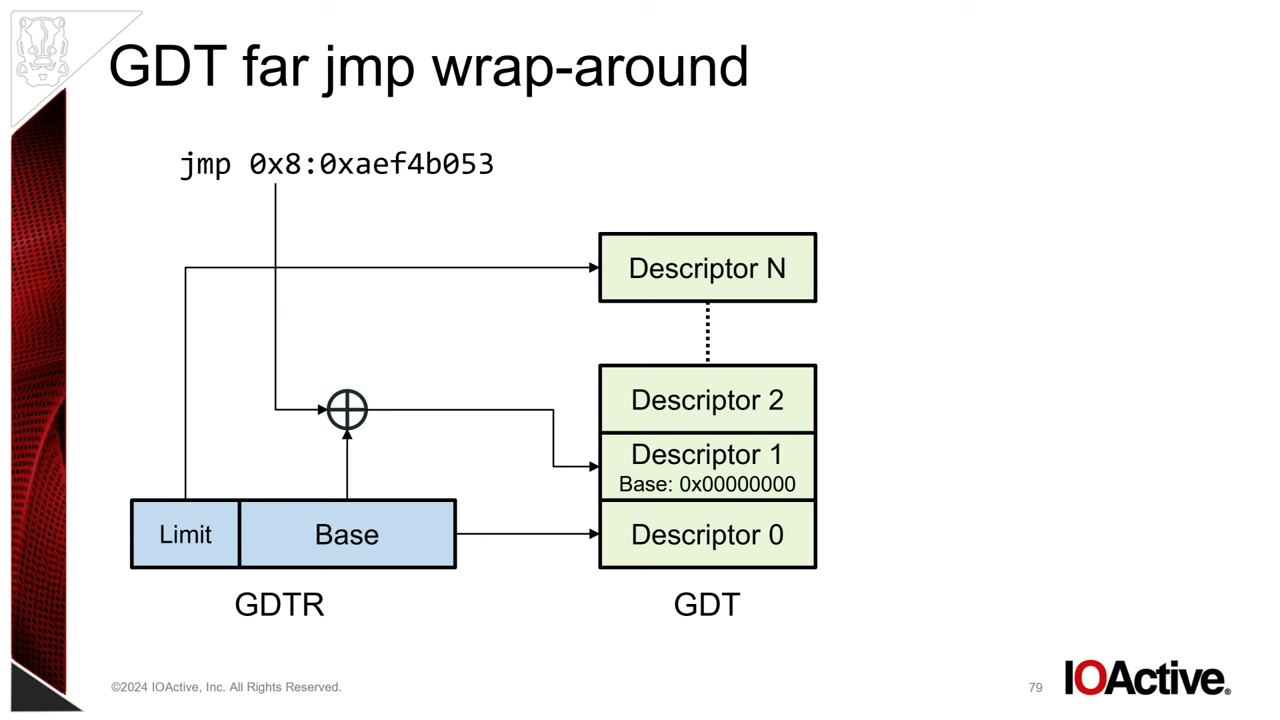 GDT far jmp wrap-around
jmp 0x8:0xaef4b053
Descriptor N
Descriptor 2
Descriptor 1
Base: 0x00000000
Limit
Base
Descriptor 0
GDTR
GDT
©2024 IOActive, Inc. All Rights Reserved.
79
IOActive®